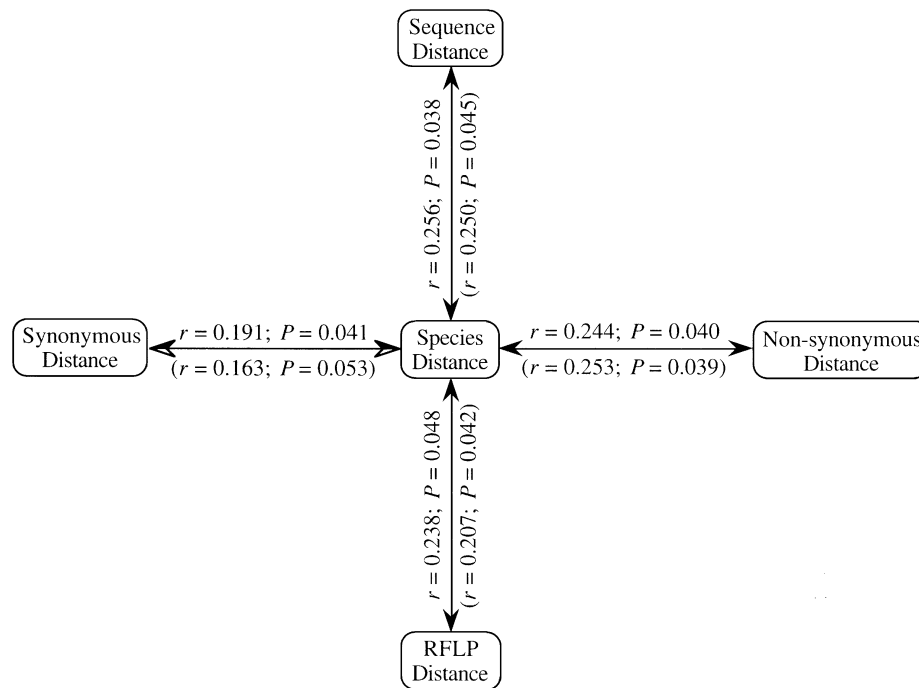 Sequence
Distance
r = 0.256; P = 0.038
(r = 0.250; P = 0.045)
Synonymous
Distance
r = 0.191; P = 0.041
(r = 0.163; P = 0.053)
Species
Distance
r = 0.244; P = 0.040
(r = 0.253; P = 0.039)
Non-synonymous
Distance
r = 0.238; P = 0.048
(r = 0.207; P = 0.042)
RFLP
Distance